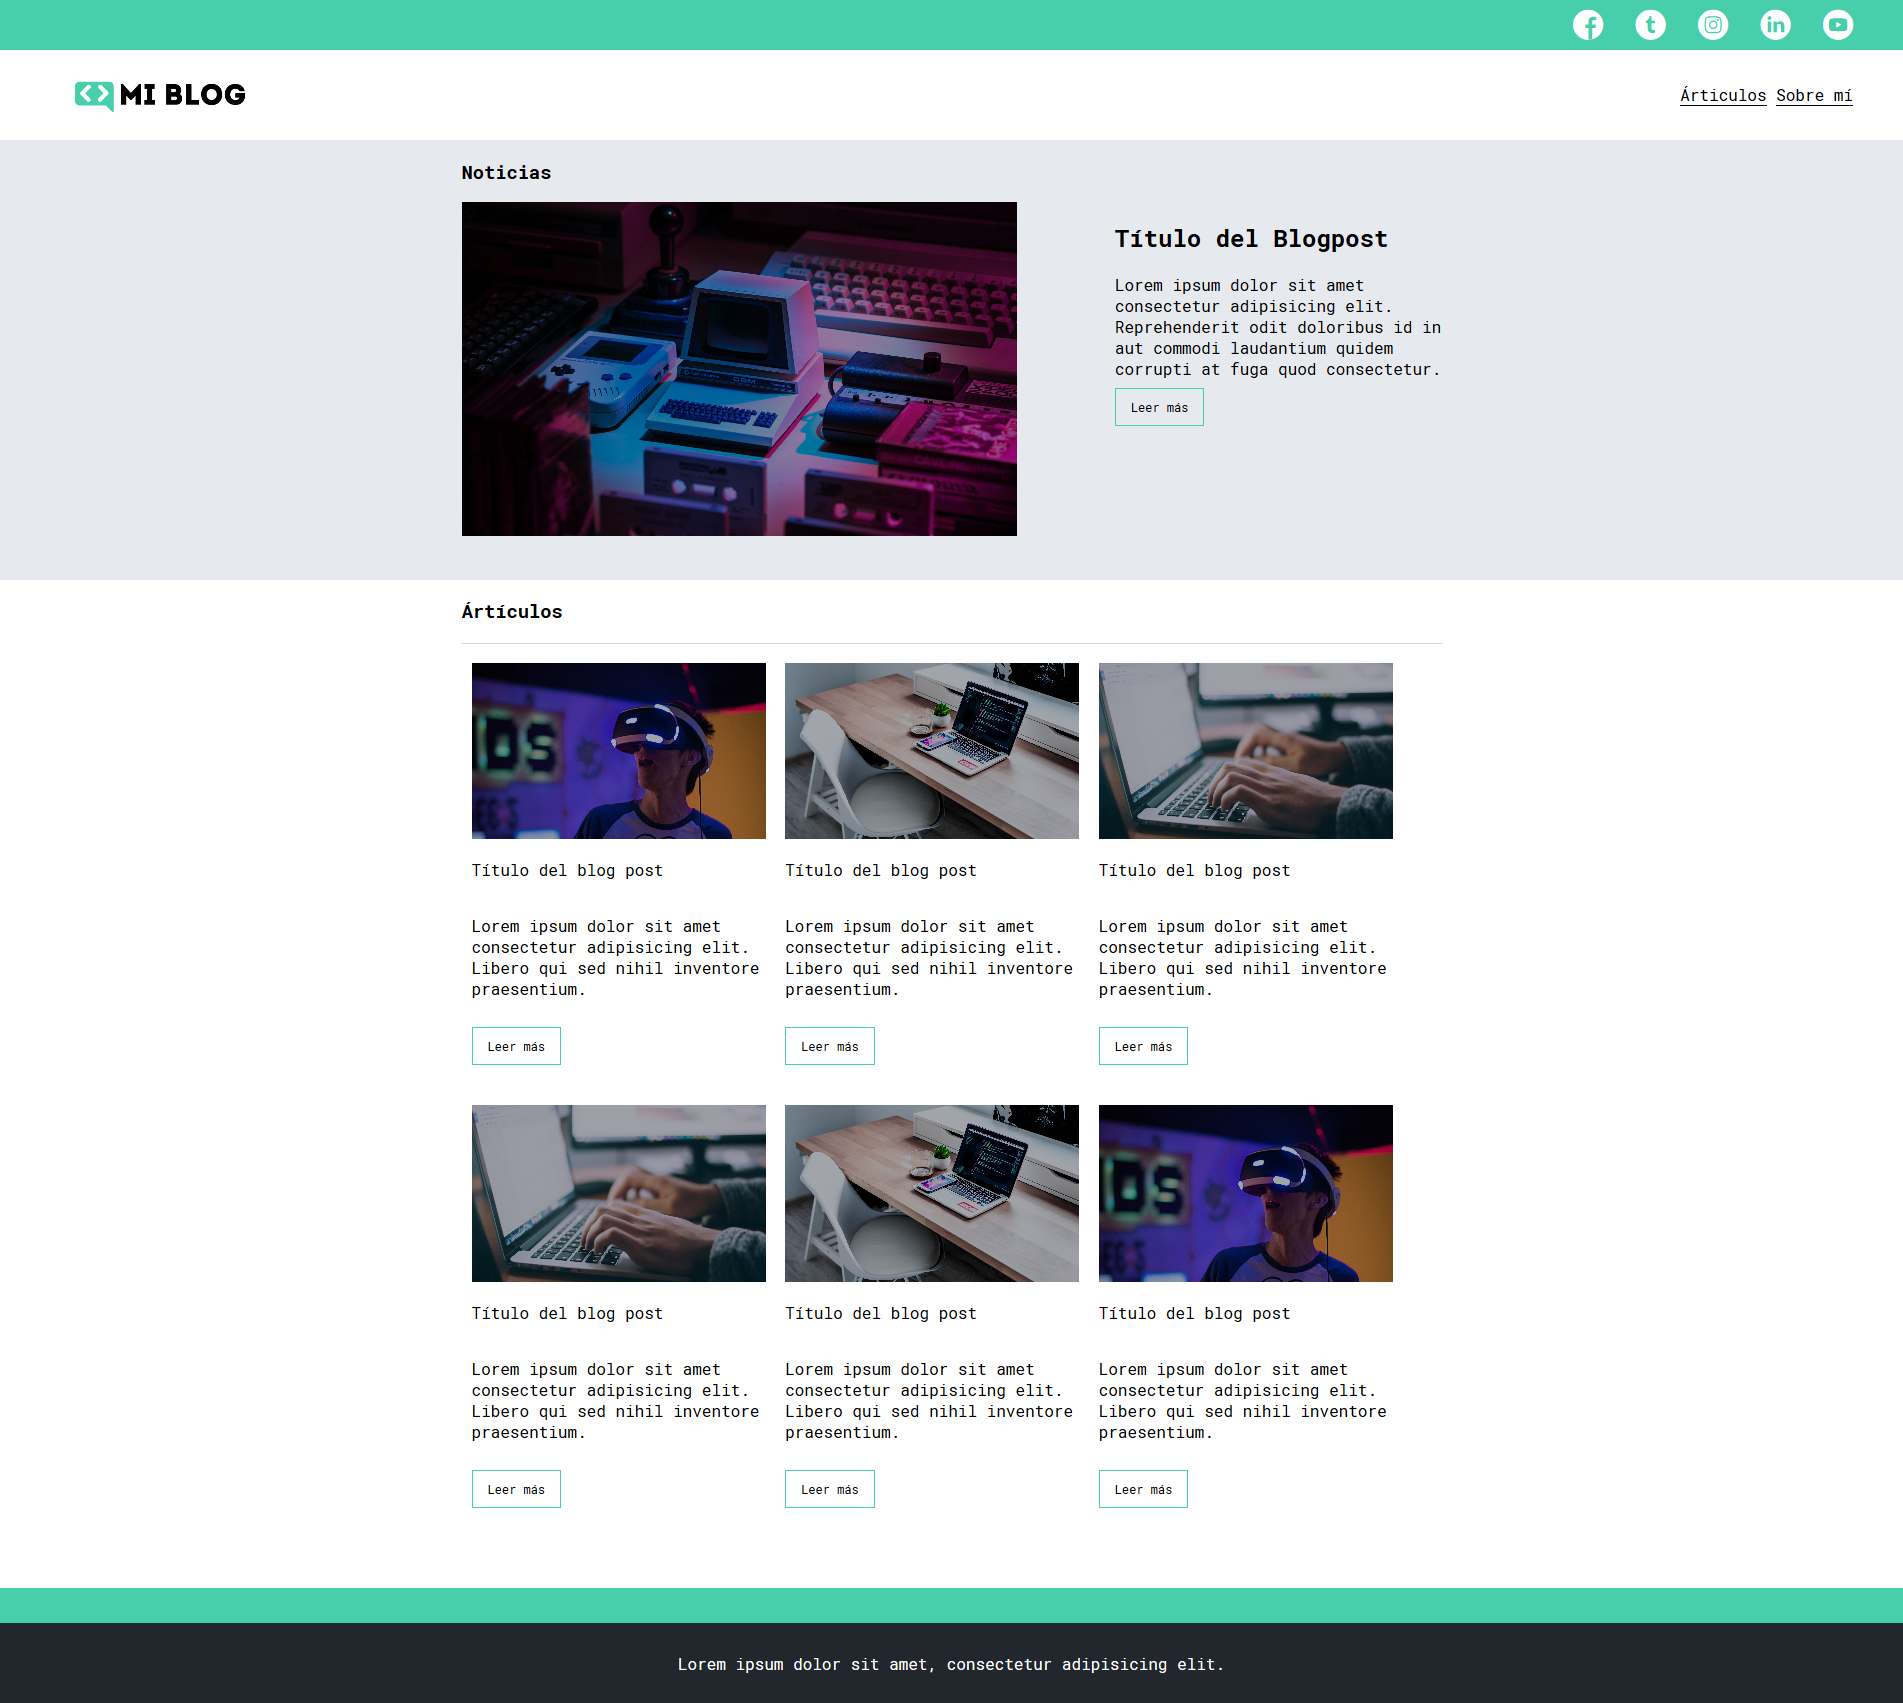 MI BLOG
Árticulos Sobre mí
Noticias
Título del Blogpost
Lorem ipsum dolor sit amet
consectetur adipisicing elit.
Reprehenderit odit doloribus id in
aut commodi laudantium quidem
corrupti at fuga quod consectetur.
Leer más
Ártículos
Título del blog post
Lorem ipsum dolor sit amet
consectetur adipisicing elit.
Libero qui sed nihil inventore
praesentium.
Leer más
Título del blog post
Lorem ipsum dolor sit amet
consectetur adipisicing elit.
Libero qui sed nihil inventore
praesentium.
Leer más
Título del blog post
Lorem ipsum dolor sit amet
consectetur adipisicing elit.
Libero qui sed nihil inventore
praesentium.
Leer más
Título del blog post
Lorem ipsum dolor sit amet
consectetur adipisicing elit.
Libero qui sed nihil inventore
praesentium.
Leer más
Título del blog post
Lorem ipsum dolor sit amet
consectetur adipisicing elit.
Libero qui sed nihil inventore
praesentium.
Leer más
Título del blog post
Lorem ipsum dolor sit amet
consectetur adipisicing elit.
Libero qui sed nihil inventore
praesentium.
Leer más
Lorem ipsum dolor sit amet, consectetur adipisicing elit.